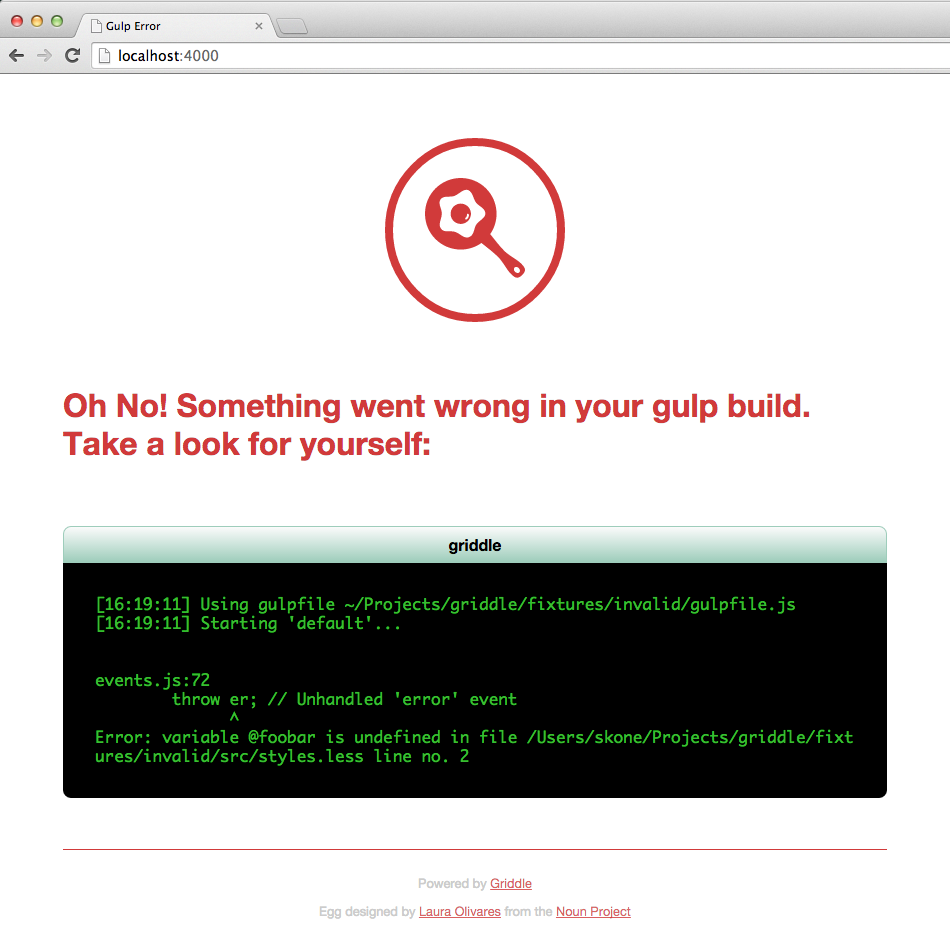 Gulp Error
localhost:4000
Oh No! Something went wrong in your gulp build.
Take a look for yourself:
griddle
[16:19:11] Using gulpfile ~/Projects/griddle/fixtures/invalid/gulpfile.js
[16:19:11] Starting 'default'...
events.js:72
        throw er; // Unhandled 'error' event
              ^
Error: variable @foobar is undefined in file /Users/skone/Projects/griddle/fixt
ures/invalid/src/styles.less line no. 2
Powered by Griddle
Egg designed by Laura Olivares from the Noun Project